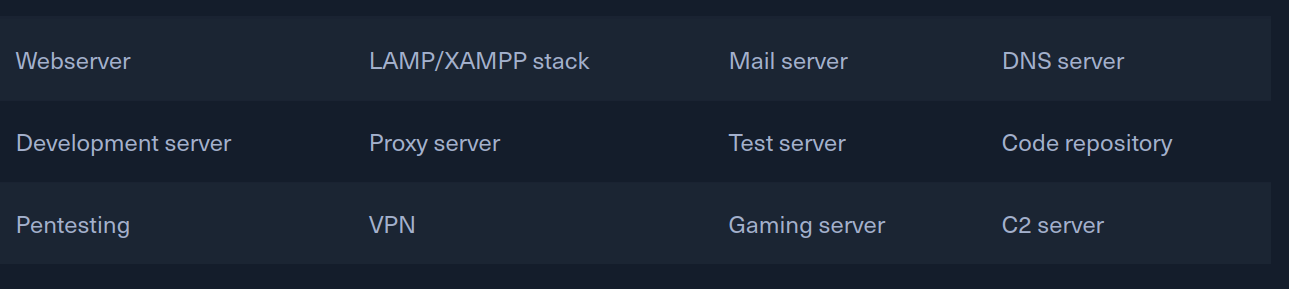 Webserver LAMP/XAMPP stack Mail server DNS server
Development server Proxy server Test server Code repository
Pentesting VPN Gaming server C2 server